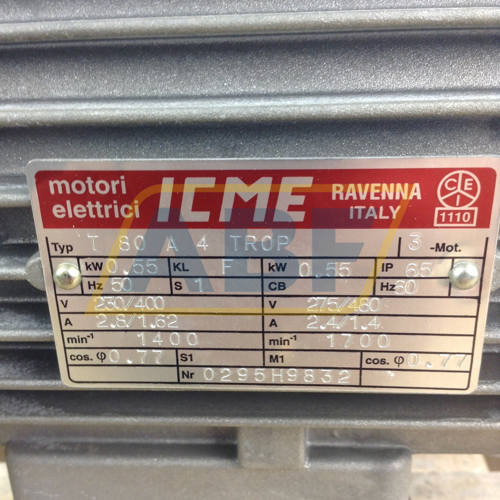 motori elettrici ICME RAVENNA ITALY CEI 1110
ABF
Typ T 80 A 4 TROP 3 -Mot.
kW 0.55 KL F kW 0.55 IP 65
Hz 50 S 1 CB Hz 60
V 230/400 V 275/480
A 2.8/1.62 A 2.4/1.4
min-1 1400 min-1 1700
cos. φ 0.77 S1 M1 cos φ 0.77
Nr 0295H9832